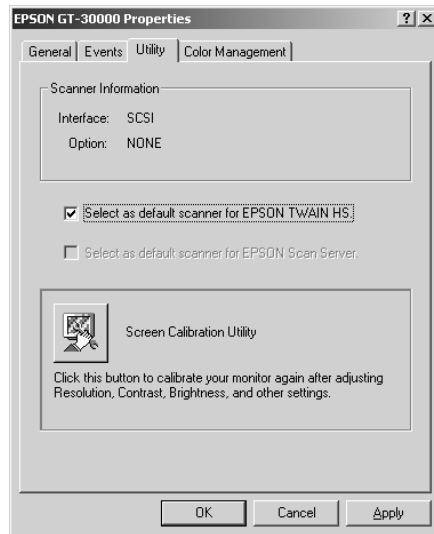 EPSON GT-30000 Properties
General Events Utility Color Management
Scanner Information
Interface: SCSI
Option: NONE
Select as default scanner for EPSON TWAIN HS.
Select as default scanner for EPSON Scan Server.
Screen Calibration Utility
Click this button to calibrate your monitor again after adjusting
Resolution, Contrast, Brightness, and other settings.
OK Cancel Apply